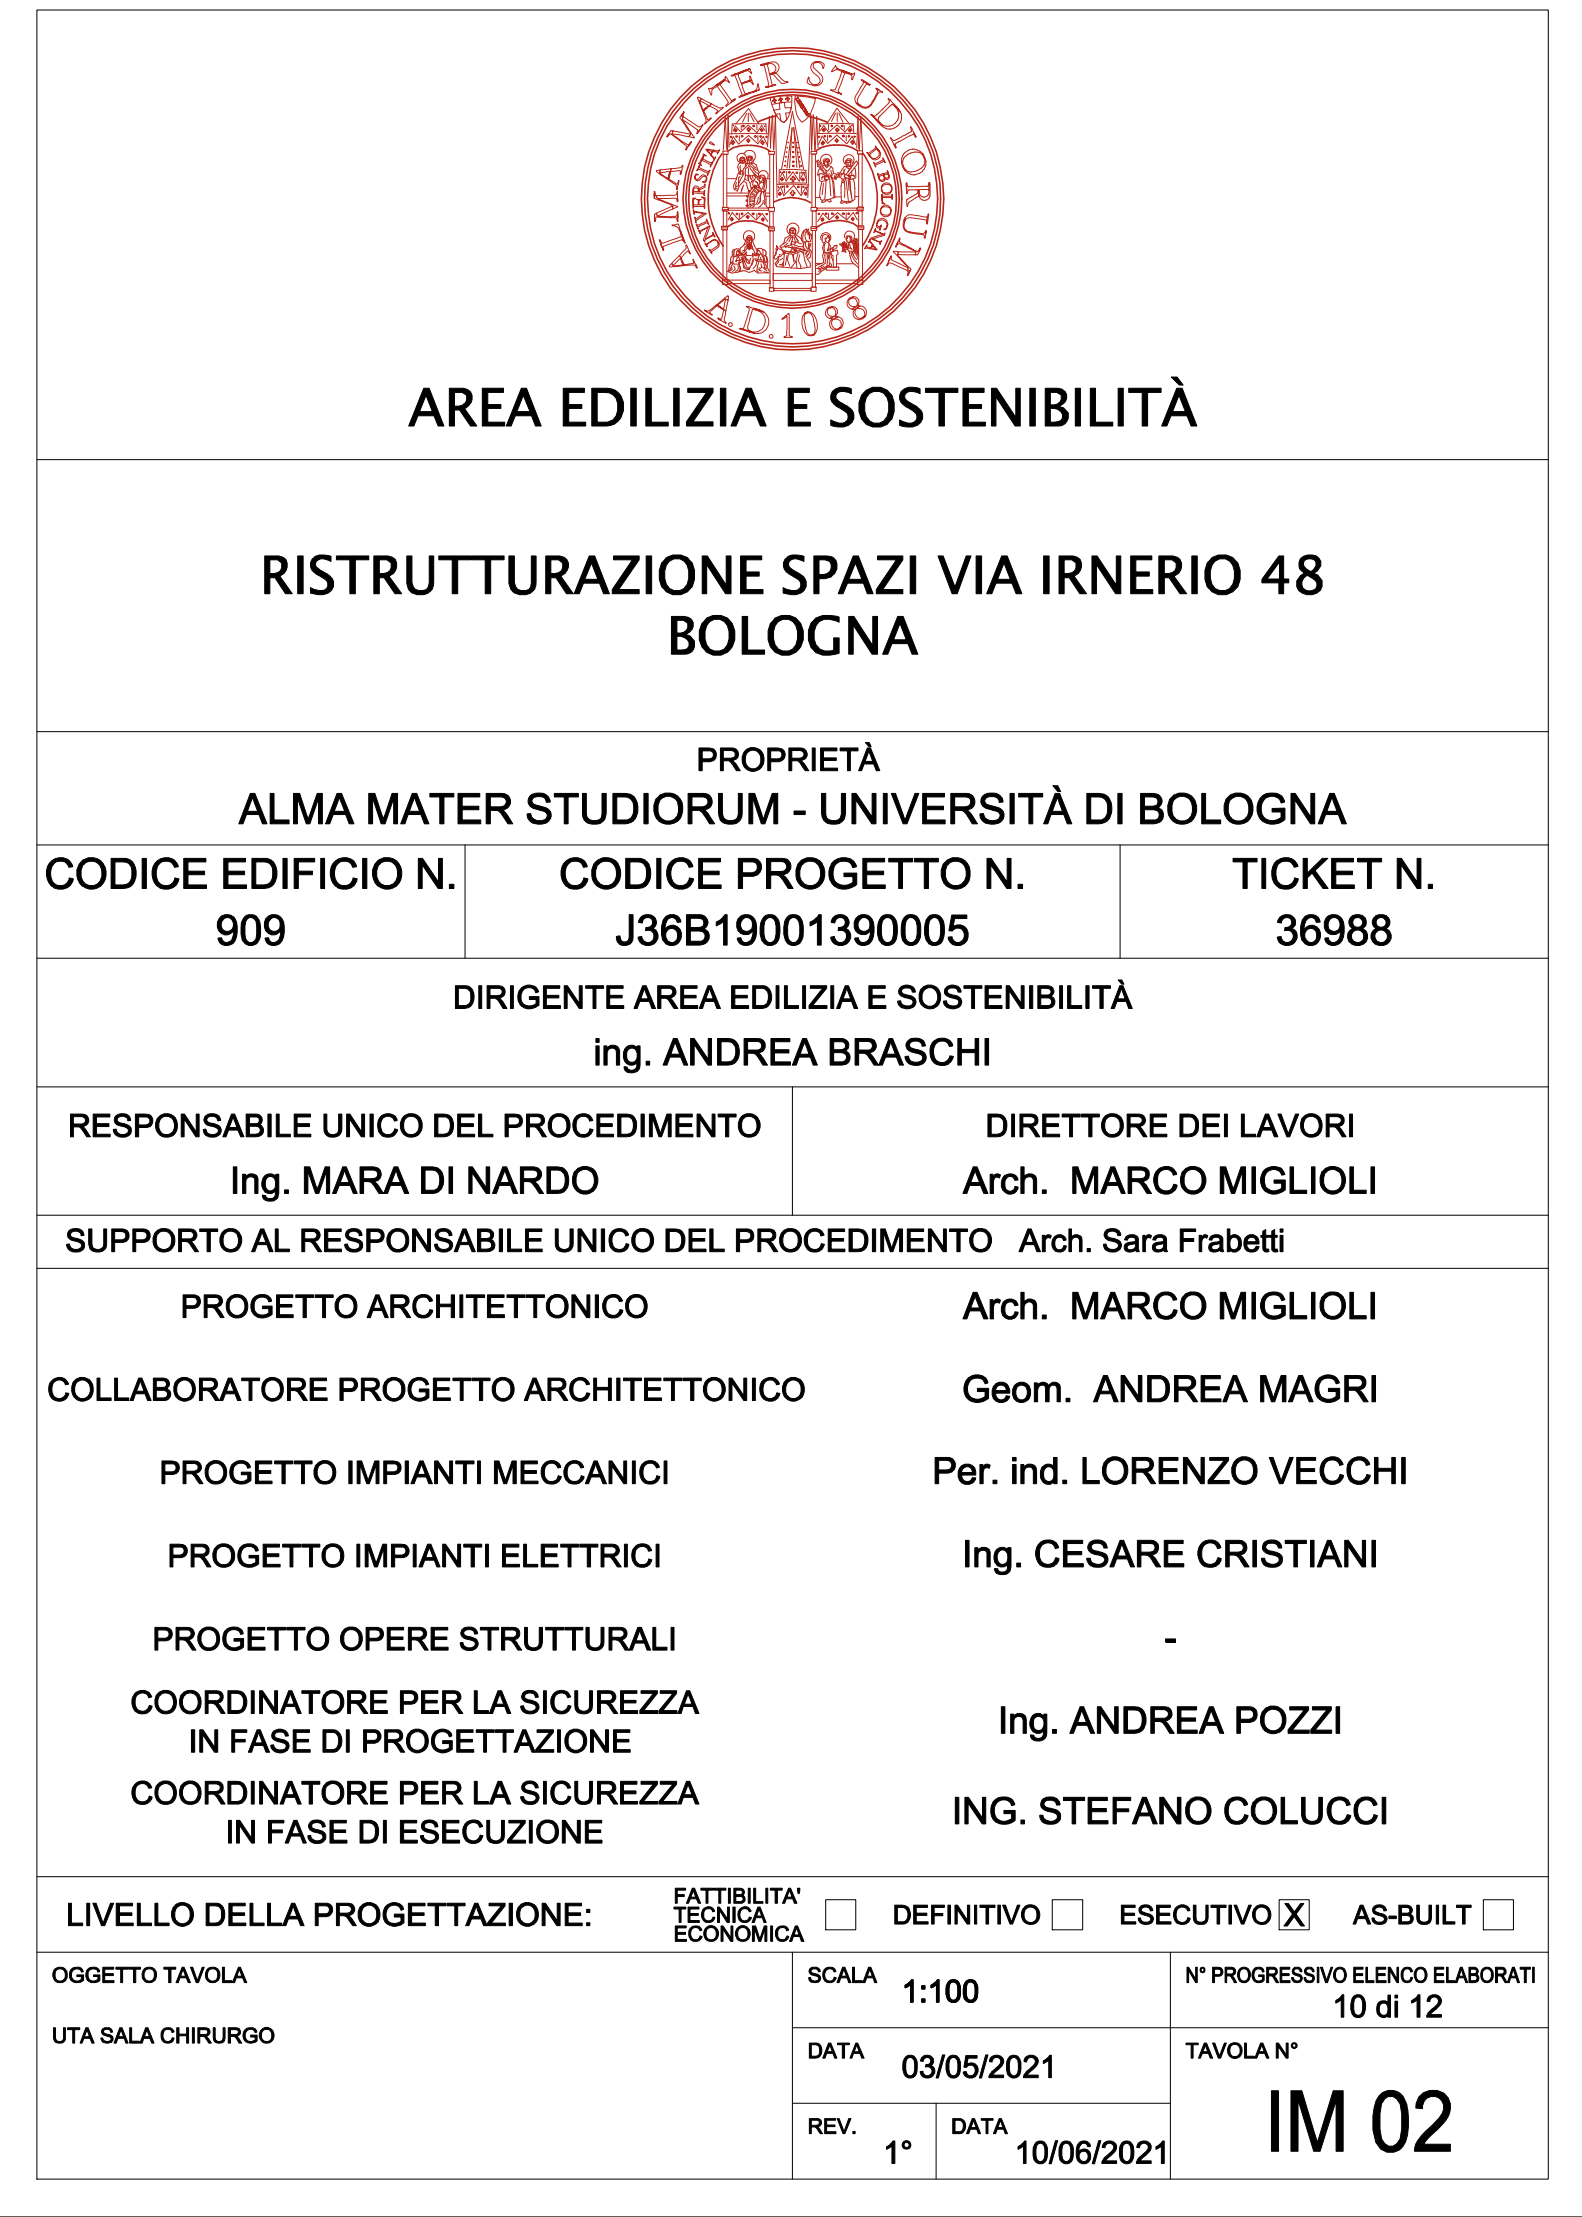 ALMA MATER STUDIORUM
UNIVERSITA' DI BOLOGNA
A.D. 1088
AREA EDILIZIA E SOSTENIBILITÀ
RISTRUTTURAZIONE SPAZI VIA IRNERIO 48
BOLOGNA
PROPRIETÀ
ALMA MATER STUDIORUM - UNIVERSITÀ DI BOLOGNA
CODICE EDIFICIO N.
909
CODICE PROGETTO N.
J36B19001390005
TICKET N.
36988
DIRIGENTE AREA EDILIZIA E SOSTENIBILITÀ
ing. ANDREA BRASCHI
RESPONSABILE UNICO DEL PROCEDIMENTO
Ing. MARA DI NARDO
DIRETTORE DEI LAVORI
Arch. MARCO MIGLIOLI
SUPPORTO AL RESPONSABILE UNICO DEL PROCEDIMENTO Arch. Sara Frabetti
PROGETTO ARCHITETTONICO Arch. MARCO MIGLIOLI
COLLABORATORE PROGETTO ARCHITETTONICO Geom. ANDREA MAGRI
PROGETTO IMPIANTI MECCANICI Per. ind. LORENZO VECCHI
PROGETTO IMPIANTI ELETTRICI Ing. CESARE CRISTIANI
PROGETTO OPERE STRUTTURALI -
COORDINATORE PER LA SICUREZZA
IN FASE DI PROGETTAZIONE
Ing. ANDREA POZZI
COORDINATORE PER LA SICUREZZA
IN FASE DI ESECUZIONE
ING. STEFANO COLUCCI
LIVELLO DELLA PROGETTAZIONE:
FATTIBILITA'
TECNICA
ECONOMICA
DEFINITIVO
ESECUTIVO X
AS-BUILT
OGGETTO TAVOLA
UTA SALA CHIRURGO
SCALA 1:100
N° PROGRESSIVO ELENCO ELABORATI
10 di 12
DATA 03/05/2021
TAVOLA N°
IM 02
REV. 1°
DATA 10/06/2021